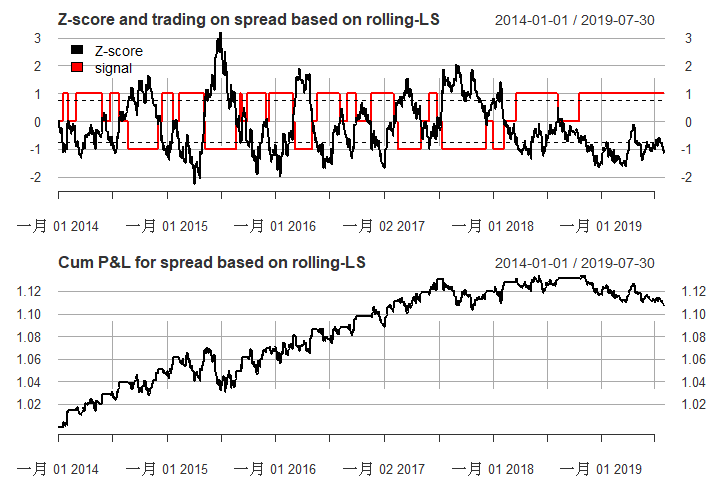 Z-score and trading on spread based on rolling-LS 2014-01-01 / 2019-07-30
3 3
Z-score
signal
2 2
1 1
0 0
-1 -1
-2 -2
一月 01 2014 一月 01 2015 一月 01 2016 一月 02 2017 一月 01 2018 一月 01 2019
Cum P&L for spread based on rolling-LS 2014-01-01 / 2019-07-30
1.12 1.12
1.10 1.10
1.08 1.08
1.06 1.06
1.04 1.04
1.02 1.02
一月 01 2014 一月 01 2015 一月 01 2016 一月 02 2017 一月 01 2018 一月 01 2019